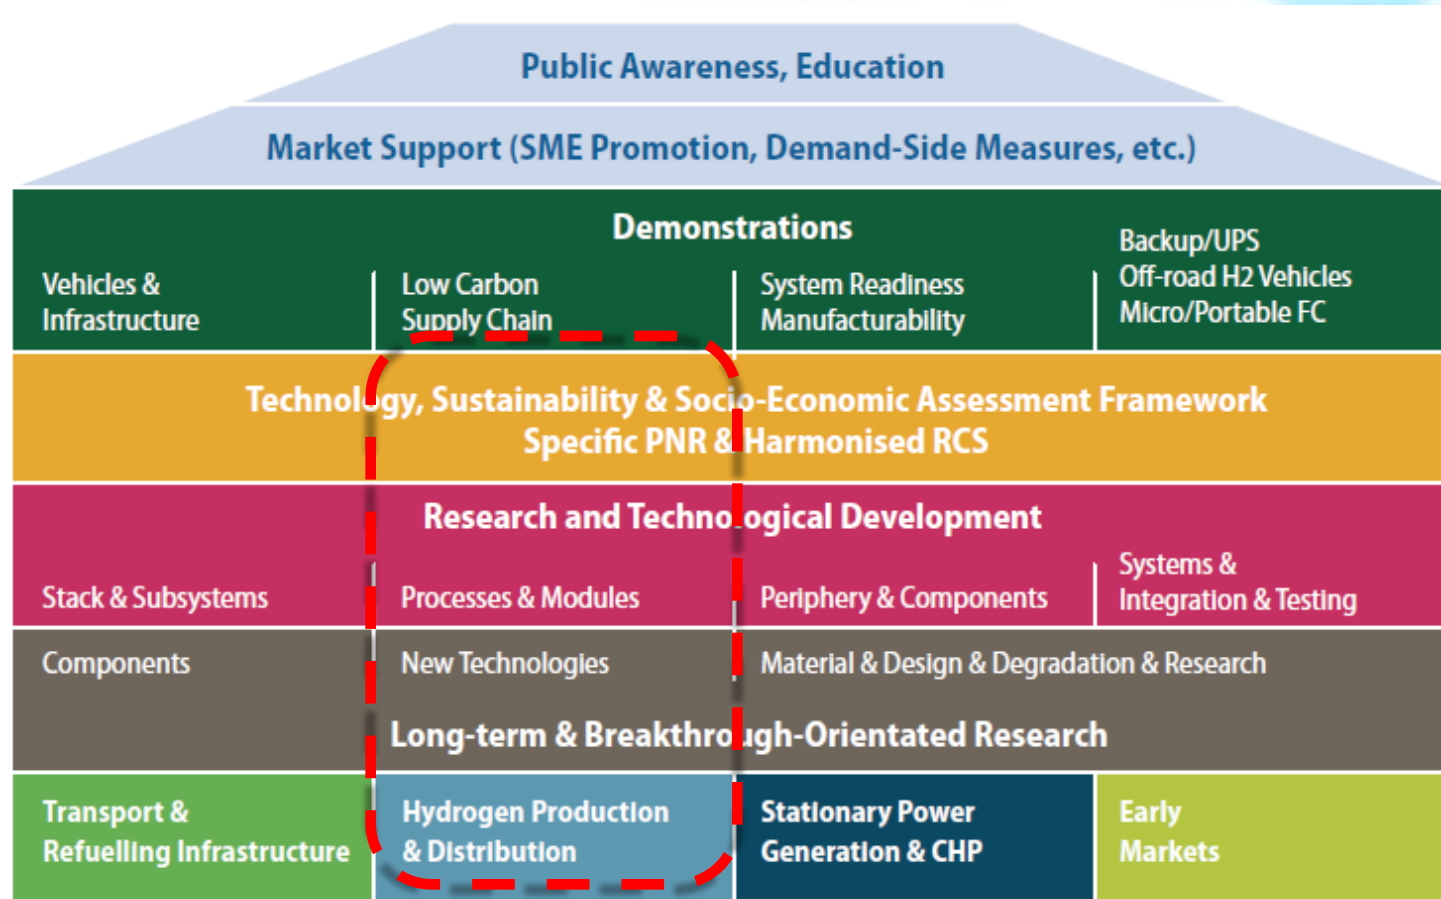 Public Awareness, Education
Market Support (SME Promotion, Demand-Side Measures, etc.)
Demonstrations
Vehicles &
Infrastructure
Low Carbon
Supply Chain
System Readiness
Manufacturability
Backup/UPS
Off-road H2 Vehicles
Micro/Portable FC
Technology, Sustainability & Socio-Economic Assessment Framework
Specific PNR & Harmonised RCS
Research and Technological Development
Stack & Subsystems
Processes & Modules
Periphery & Components
Systems &
Integration & Testing
Components
New Technologies
Material & Design & Degradation & Research
Long-term & Breakthrough-Orientated Research
Transport &
Refuelling Infrastructure
Hydrogen Production
& Distribution
Stationary Power
Generation & CHP
Early
Markets